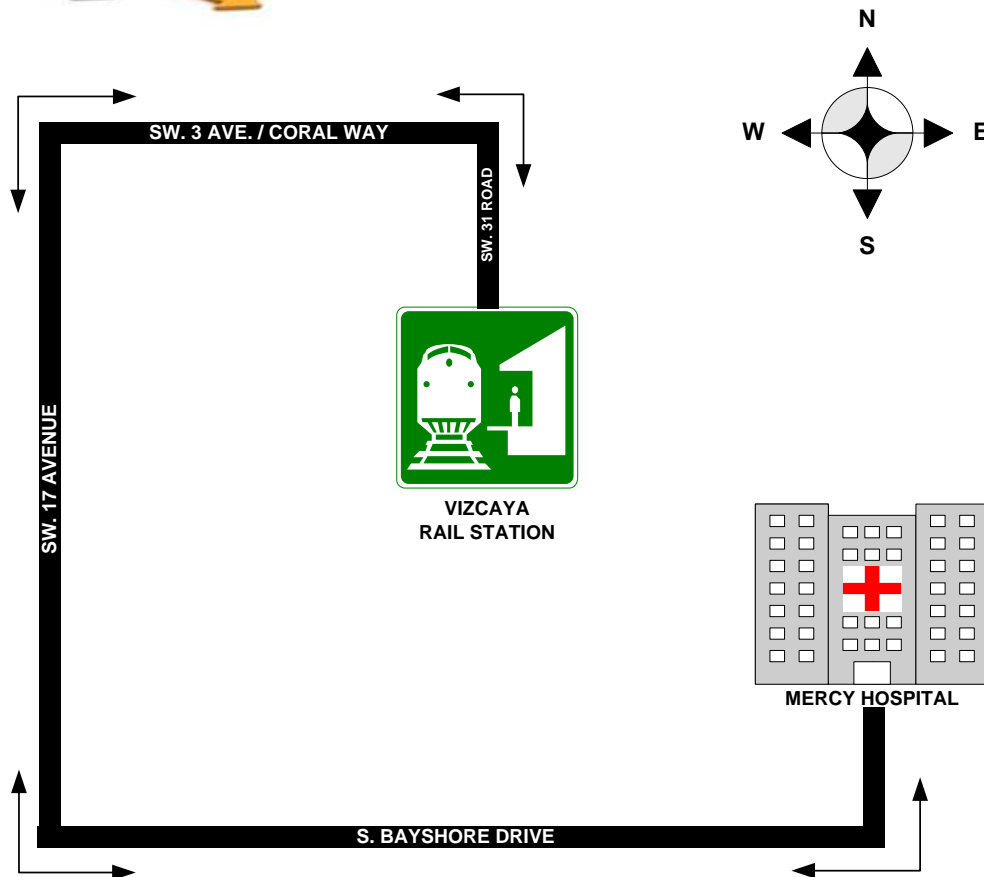 N
W
E
S
SW. 3 AVE. / CORAL WAY
SW. 31 ROAD
SW. 17 AVENUE
VIZCAYA
RAIL STATION
MERCY HOSPITAL
S. BAYSHORE DRIVE